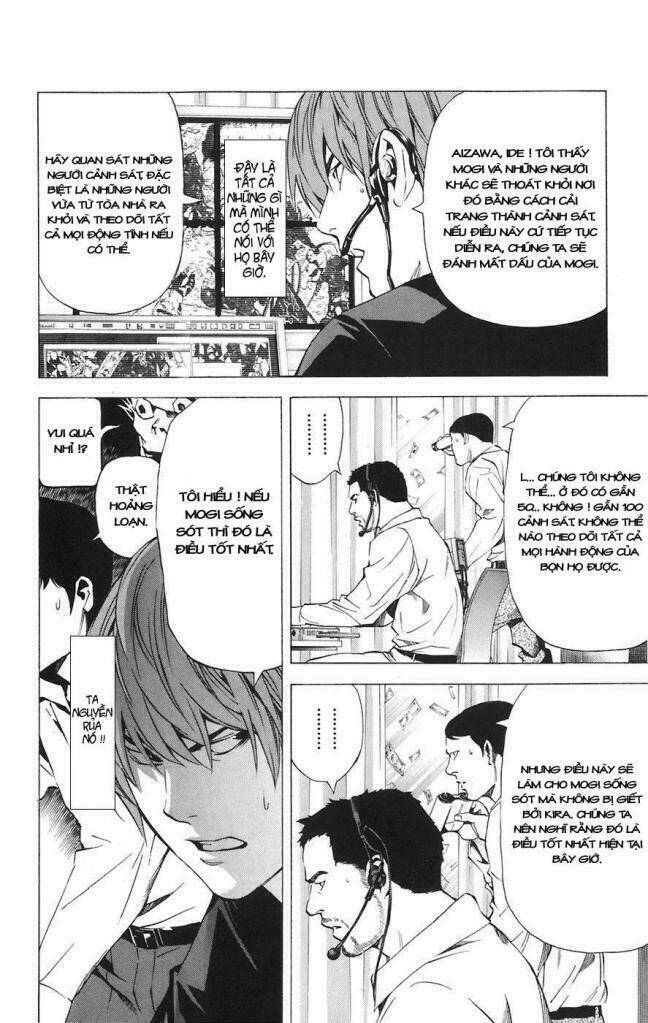 AIZAWA, IDE ! TÔI THẤY
MOGI VÀ NHỮNG NGƯỜI
KHÁC SẼ THOÁT KHỎI NƠI
ĐÓ BẰNG CÁCH CẢI
TRANG THÀNH CẢNH SÁT.
NẾU ĐIỀU NÀY CỨ TIẾP TỤC
DIỄN RA, CHÚNG TA SẼ
ĐÁNH MẤT DẤU CỦA MOGI.
ĐÂY LÀ
TẤT CẢ
NHỮNG GÌ
MÀ MÌNH
CÓ THỂ
NÓI VỚI
HỌ BÂY
GIỜ.
HÃY QUAN SÁT NHỮNG
NGƯỜI CẢNH SÁT, ĐẶC
BIỆT LÀ NHỮNG NGƯỜI
VỪA TỪ TÒA NHÀ RA
KHỎI VÀ THEO DÕI TẤT
CẢ MỌI ĐỘNG TĨNH NẾU
CÓ THỂ.
L... CHÚNG TÔI KHÔNG
THỂ... Ở ĐÓ CÓ GẦN
50... KHÔNG ! GẦN 100
CẢNH SÁT. KHÔNG THỂ
NÀO THEO DÕI TẤT CẢ
MỌI HÀNH ĐỘNG CỦA
BỌN HỌ ĐƯỢC.
......
NHƯNG ĐIỀU NÀY SẼ
LÀM CHO MOGI SỐNG
SÓT MÀ KHÔNG BỊ GIẾT
BỞI KIRA. CHÚNG TA
NÊN NGHĨ RẰNG ĐÓ LÀ
ĐIỀU TỐT NHẤT HIỆN TẠI
BÂY GIỜ.
......
TÔI HIỂU ! NẾU
MOGI SỐNG
SÓT THÌ ĐÓ LÀ
ĐIỀU TỐT NHẤT.
VUI QUÁ
NHỈ !?
THẬT
HOẢNG
LOẠN.
TA
NGUYỀN
RỦA
NÓ !!